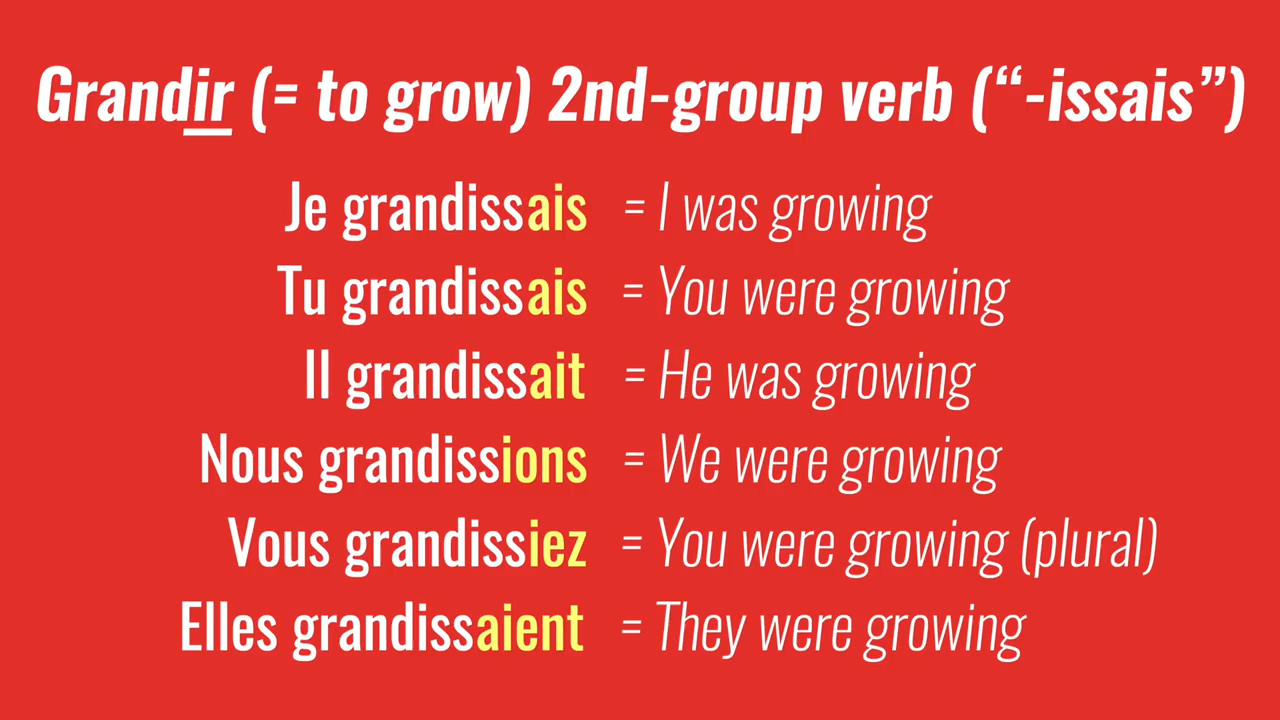 Grandir (= to grow) 2nd-group verb (“-issais”)
Je grandissais = I was growing
Tu grandissais = You were growing
Il grandissait = He was growing
Nous grandissions = We were growing
Vous grandissiez = You were growing (plural)
Elles grandissaient = They were growing